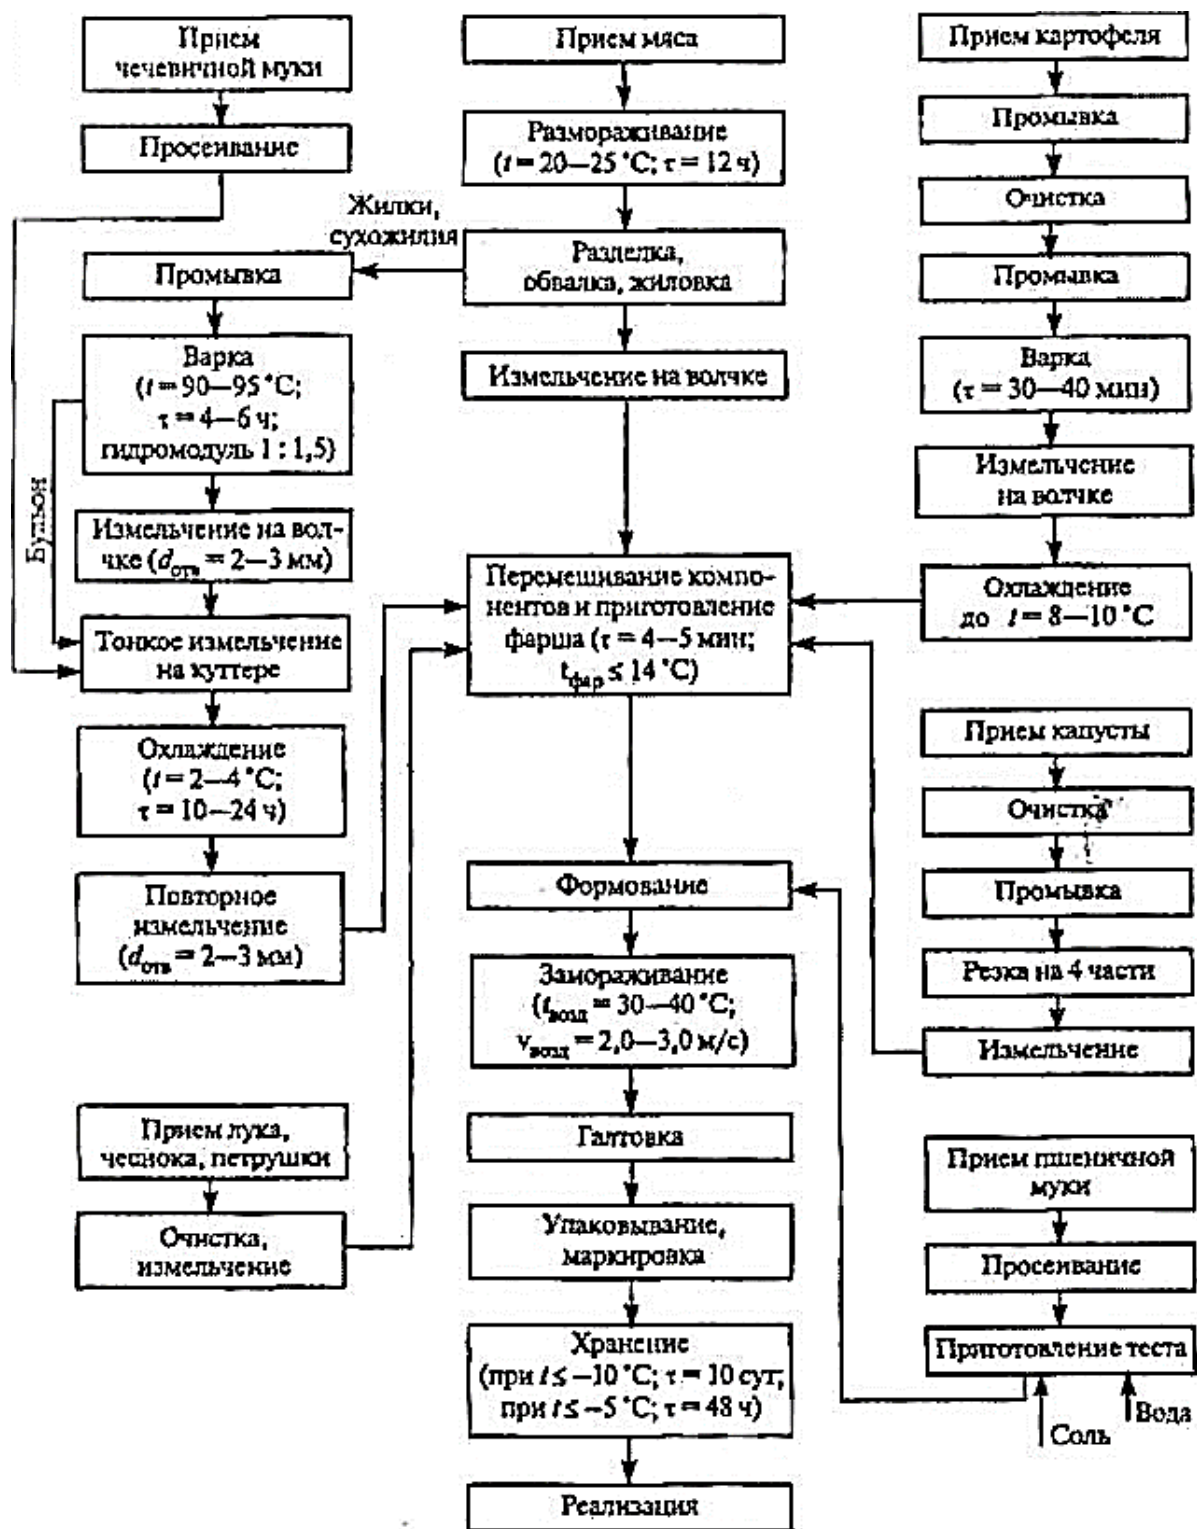 Прием
чечевичной муки
Просеивание
Жилки,
сухожилия
Промывка
Варка
(t = 90–95 °C;
τ = 4–6 ч;
гидромодуль 1 : 1,5)
Бульон
Измельчение на вол-
чке (dотв = 2–3 мм)
Тонкое измельчение
на куттере
Охлаждение
(t = 2–4 °C;
τ = 10–24 ч)
Повторное
измельчение
(dотв = 2–3 мм)
Прием лука,
чеснока, петрушки
Очистка,
измельчение
Прием мяса
Размораживание
(t = 20–25 °C; τ = 12 ч)
Разделка,
обвалка, жиловка
Измельчение на волчке
Перемешивание компо-
нентов и приготовление
фарша (τ = 4–5 мин;
tфар ≤ 14 °C)
Формование
Замораживание
(tвозд = 30–40 °C;
vвозд = 2,0–3,0 м/с)
Галтовка
Упаковывание,
маркировка
Хранение
(при t ≤ –10 °C; τ = 10 сут;
при t ≤ –5 °C; τ = 48 ч)
Реализация
Прием картофеля
Промывка
Очистка
Промывка
Варка
(τ = 30–40 мин)
Измельчение
на волчке
Охлаждение
до t = 8–10 °C
Прием капусты
Очистка
Промывка
Резка на 4 части
Измельчение
Прием пшеничной
муки
Просеивание
Приготовление теста
Вода
Соль